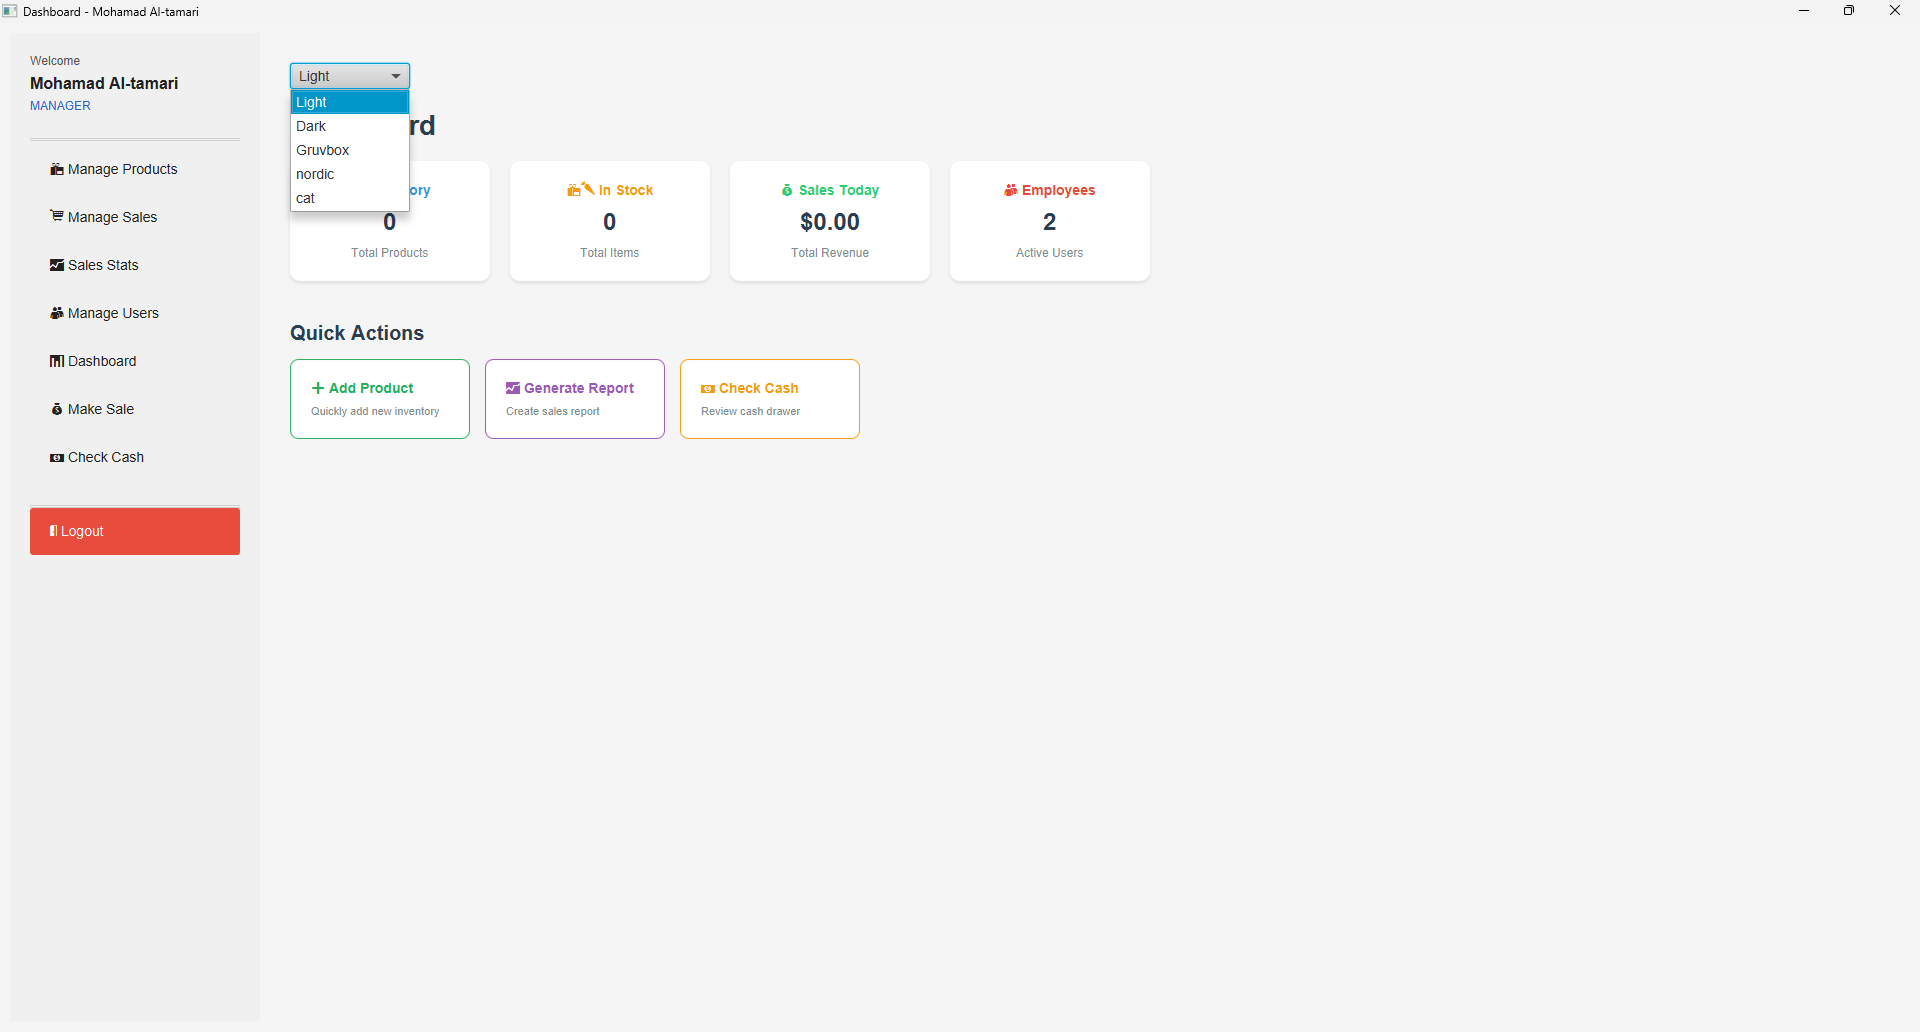 Dashboard - Mohamad Al-tamari
Welcome
Mohamad Al-tamari
MANAGER
Manage Products
Manage Sales
Sales Stats
Manage Users
Dashboard
Make Sale
Check Cash
Logout
Light
Light
Dark
Gruvbox
nordic
cat
rd
ory
0
Total Products
In Stock
0
Total Items
Sales Today
$0.00
Total Revenue
Employees
2
Active Users
Quick Actions
Add Product
Quickly add new inventory
Generate Report
Create sales report
Check Cash
Review cash drawer